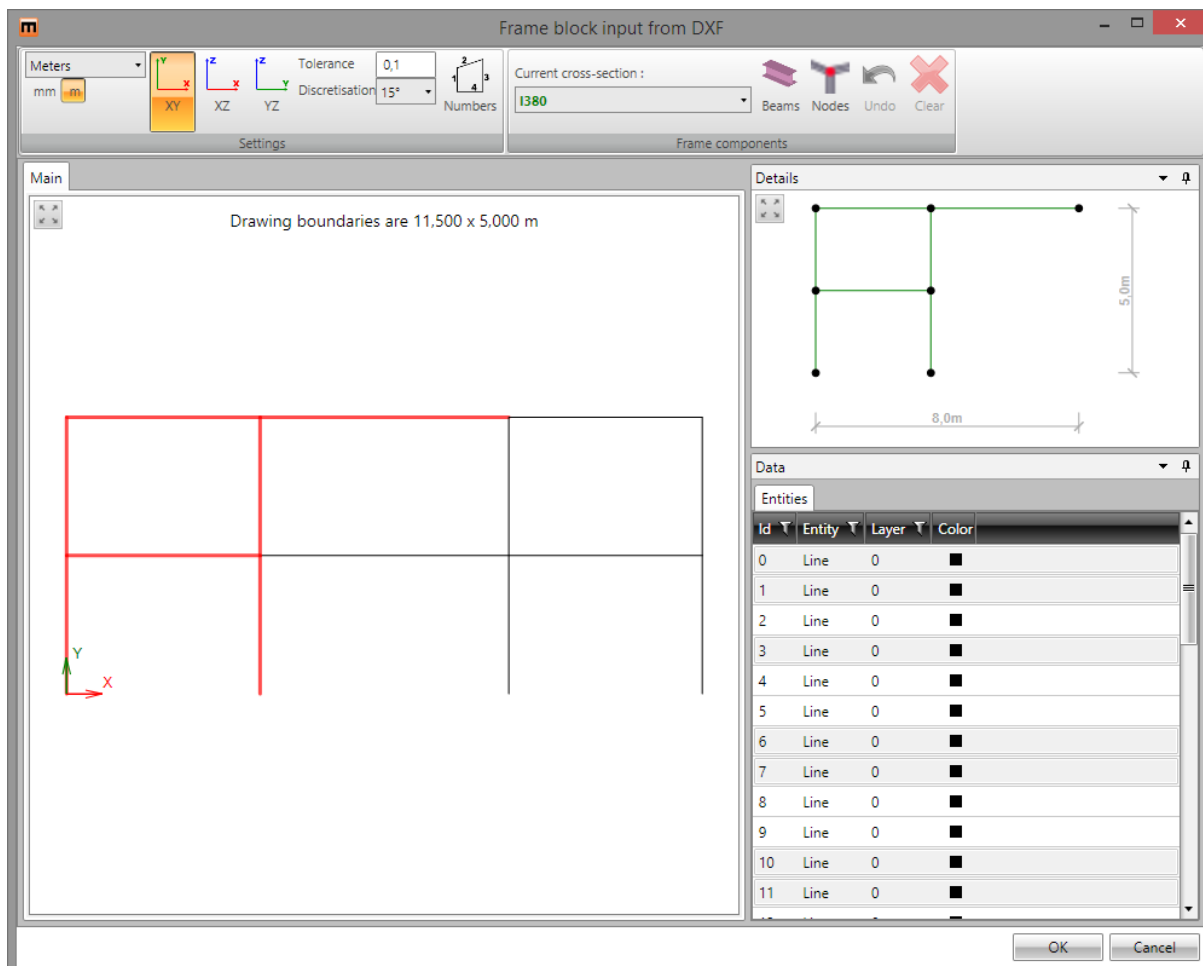 m
Frame block input from DXF
Meters
mm m
Y X XY
Z X XZ
Z Y YZ
Tolerance 0,1
Discretisation 15°
1 2 3 4
Numbers
Settings
Current cross-section :
I380
Beams Nodes Undo Clear
Frame components
Main
Drawing boundaries are 11,500 x 5,000 m
Y
X
Details
5,0m
8,0m
Data
Entities
Id Entity Layer Color
0 Line 0
1 Line 0
2 Line 0
3 Line 0
4 Line 0
5 Line 0
6 Line 0
7 Line 0
8 Line 0
9 Line 0
10 Line 0
11 Line 0
OK Cancel